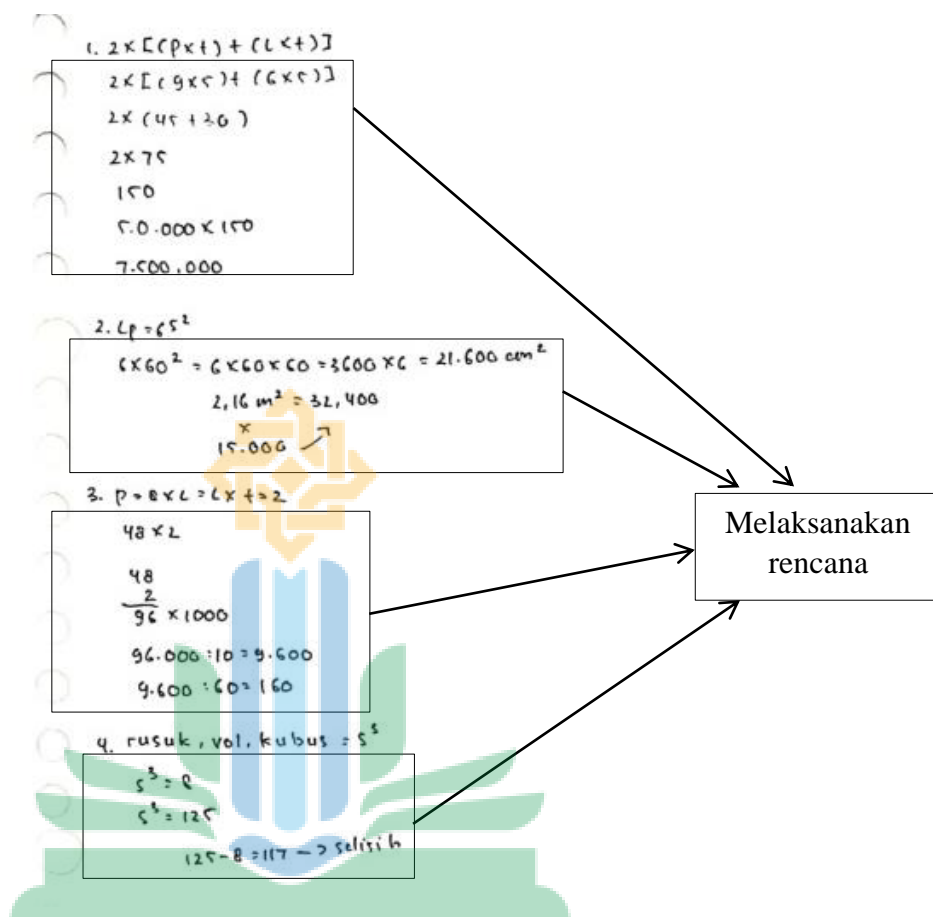 1. 2×[(p×t) + (l×t)]
2×[(9×5)+ (6×5)]
2× (45 +30)
2×75
150
50.000×150
7.500.000
2. Lp = 6s²
6×60² = 6×60×60 = 3600 ×6 = 21.600 cm²
2,16 m² = 32,400
×
15.000
3. p = 8 × L = 6 × t = 2
48 × 2
48
2
96 × 1000
96.000 : 10 = 9.600
9.600 : 60 = 160
4. rusuk, vol, kubus = s³
s³ = 8
s³ = 125
125-8 = 117 -> selisih
Melaksanakan
rencana